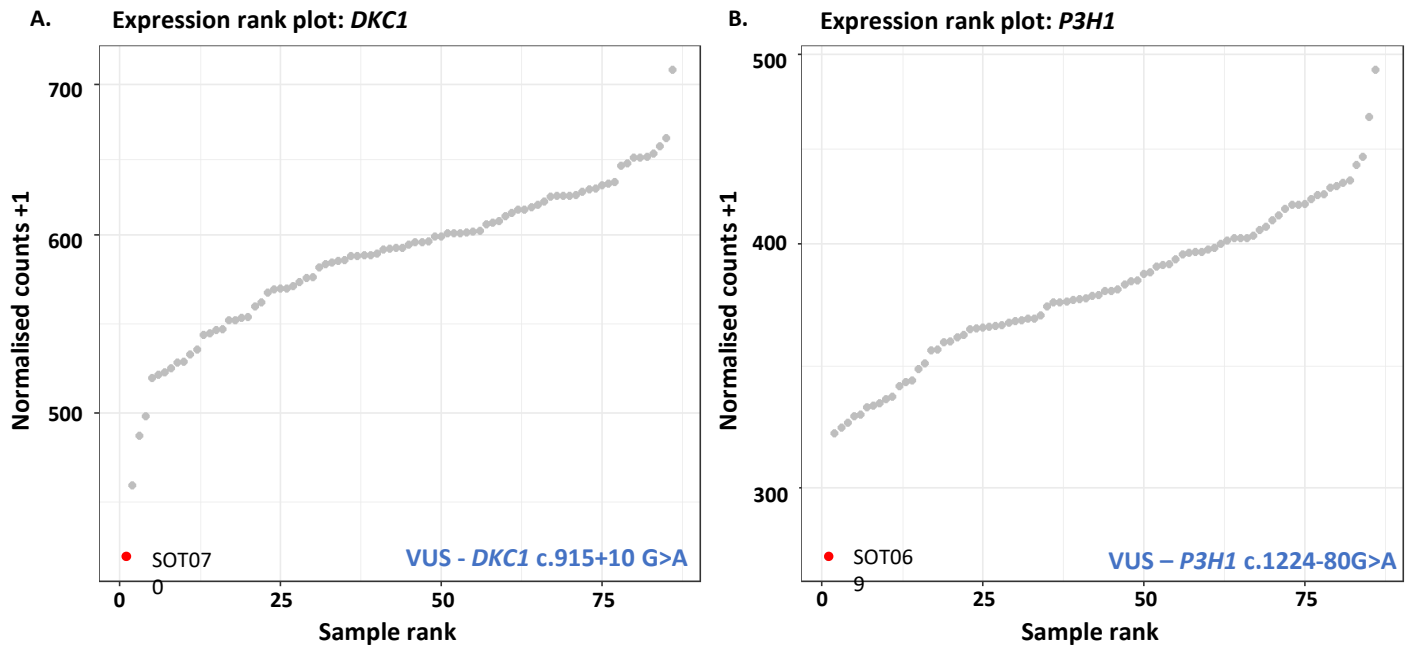 A.
Expression rank plot: DKC1
Normalised counts +1
700
600
500
SOT07
0
VUS - DKC1 c.915+10 G>A
0
25
50
75
Sample rank
B.
Expression rank plot: P3H1
Normalised counts +1
500
400
300
SOT06
9
VUS – P3H1 c.1224-80G>A
0
25
50
75
Sample rank